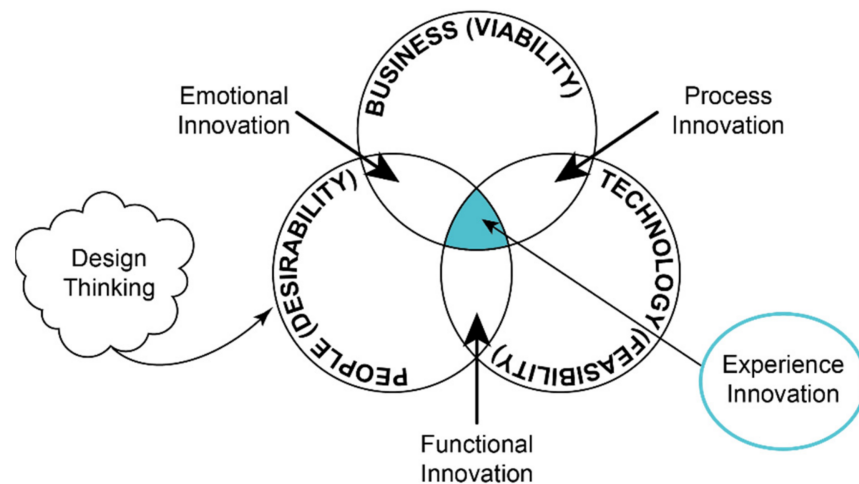 BUSINESS (VIABILITY)
Emotional
Innovation
Process
Innovation
PEOPLE (DESIRABILITY)
TECHNOLOGY (FEASIBILITY)
Design
Thinking
Experience
Innovation
Functional
Innovation